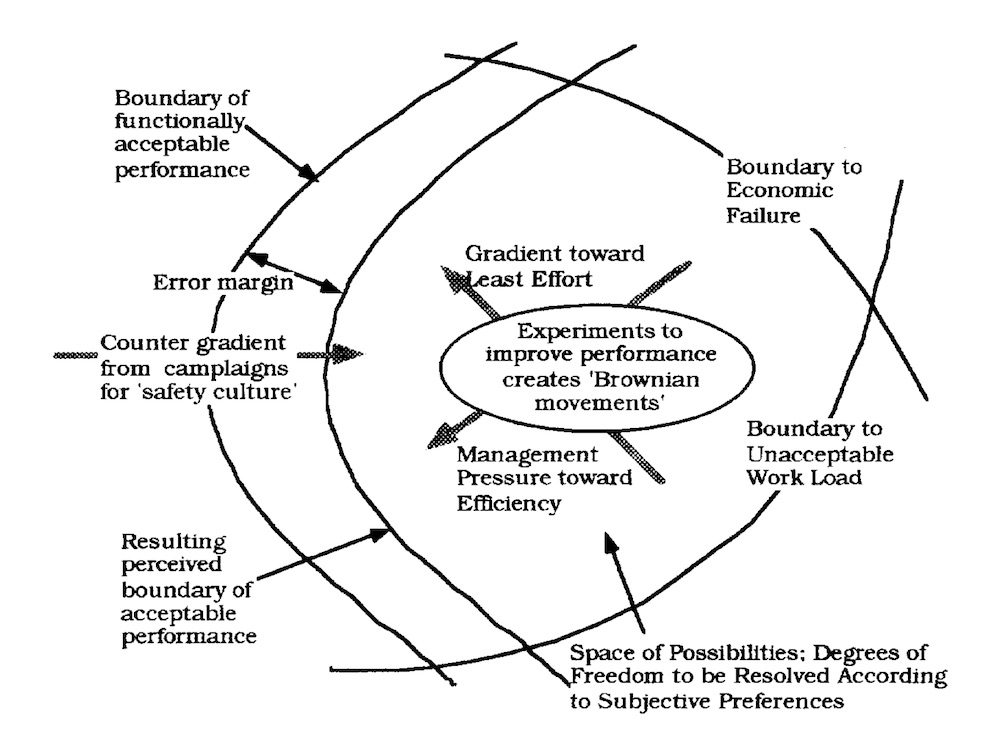 Boundary of
functionally
acceptable
performance
Boundary to
Economic
Failure
Gradient toward
Least Effort
Error margin
Experiments to
improve performance
creates 'Brownian
movements'
Counter gradient
from camplaigns
for 'safety culture'
Boundary to
Unacceptable
Work Load
Management
Pressure toward
Efficiency
Resulting
perceived
boundary of
acceptable
performance
Space of Possibilities; Degrees of
Freedom to be Resolved According
to Subjective Preferences